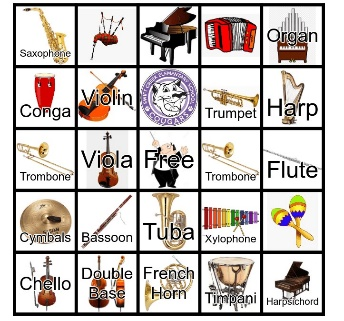 Saxophone
Organ
Conga
Violin
COUGARS
Trumpet
Harp
Trombone
Viola
Free
Trombone
Flute
Cymbals
Bassoon
Tuba
Xylophone
Chello
Double
Base
French
Horn
Timpani
Harpsichord